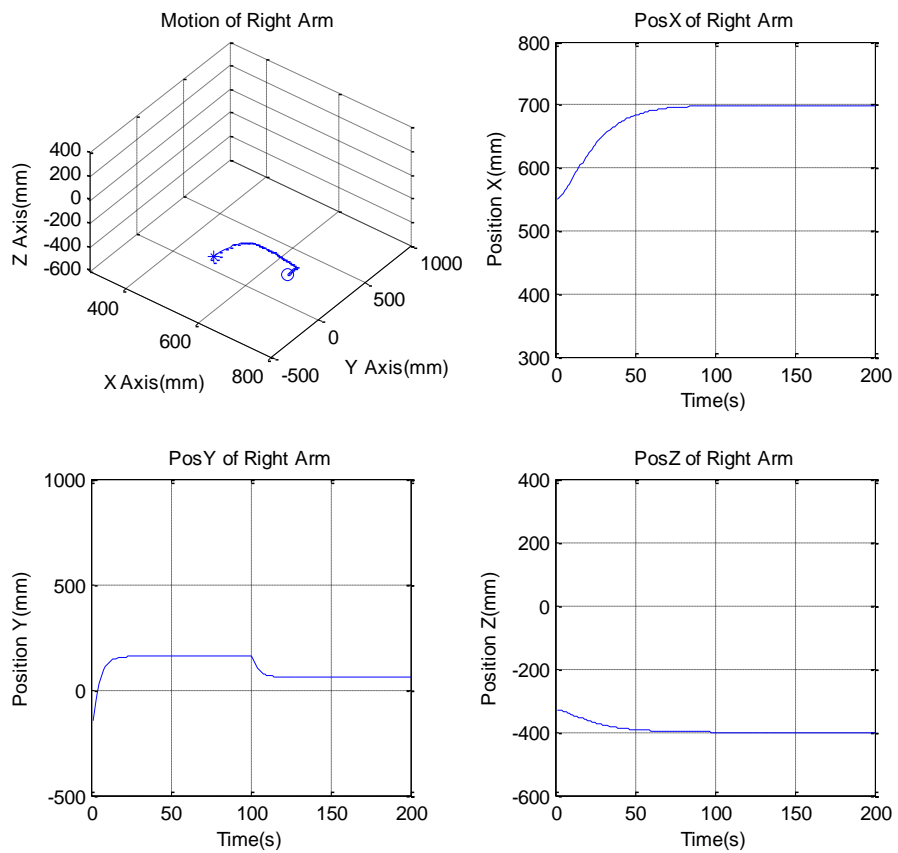 Motion of Right Arm
400
200
0
-200
-400
-600
Z Axis(mm)
400
600
800
X Axis(mm)
-500
0
500
1000
Y Axis(mm)
PosX of Right Arm
800
700
600
500
400
300
Position X(mm)
0 50 100 150 200
Time(s)
PosY of Right Arm
1000
500
0
-500
Position Y(mm)
0 50 100 150 200
Time(s)
PosZ of Right Arm
400
200
0
-200
-400
-600
Position Z(mm)
0 50 100 150 200
Time(s)